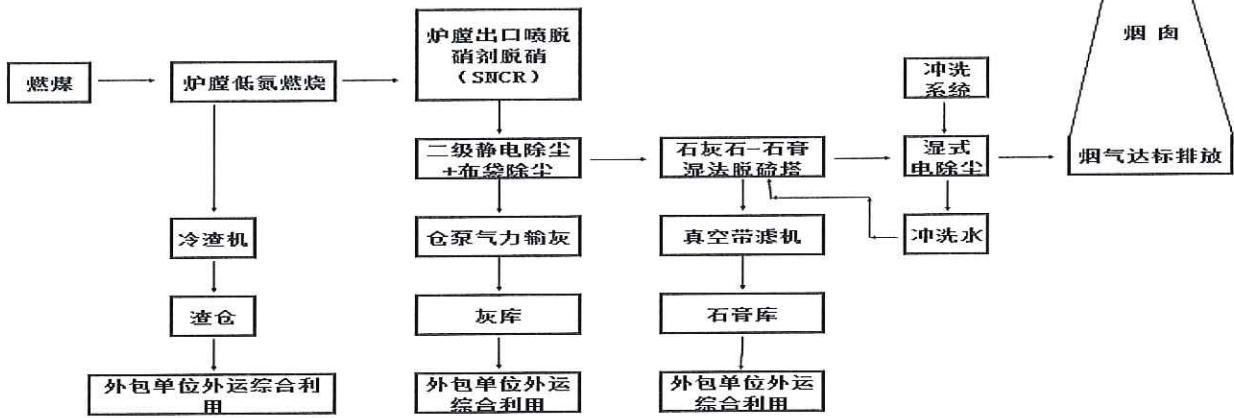 烟 囱
炉膛出口喷脱
硝剂脱硝
（SNCR）
燃煤
炉膛低氮燃烧
冲洗
系统
二级静电除尘
+布袋除尘
石灰石-石膏
湿法脱硫塔
湿式
电除尘
烟气达标排放
冷渣机
仓泵气力输灰
真空带滤机
冲洗水
渣仓
灰库
石膏库
外包单位外运综合利
用
外包单位外运
综合利用
外包单位外运
综合利用